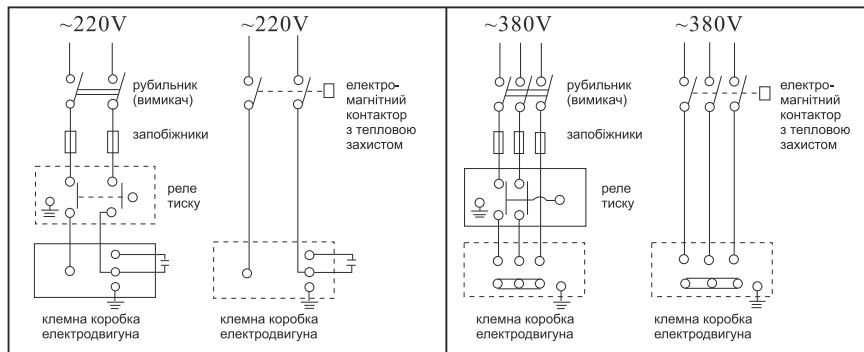 ~220V
~220V
рубильник
(вимикач)
електро-
магнітний
контактор
з тепловою
захистом
запобіжники
реле
тиску
клемна коробка
електродвигуна
клемна коробка
електродвигуна
~380V
~380V
рубильник
(вимикач)
електро-
магнітний
контактор
з тепловою
захистом
запобіжники
реле
тиску
клемна коробка
електродвигуна
клемна коробка
електродвигуна